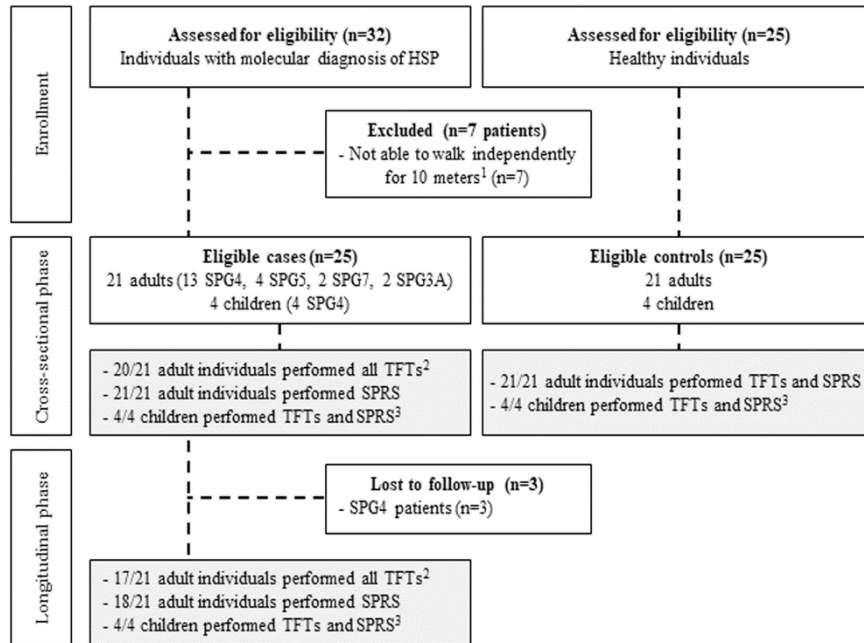 Enrollment
Assessed for eligibility (n=32)
Individuals with molecular diagnosis of HSP
Assessed for eligibility (n=25)
Healthy individuals
Excluded (n=7 patients)
- Not able to walk independently
for 10 meters1 (n=7)
Cross-sectional phase
Eligible cases (n=25)
21 adults (13 SPG4, 4 SPG5, 2 SPG7, 2 SPG3A)
4 children (4 SPG4)
Eligible controls (n=25)
21 adults
4 children
- 20/21 adult individuals performed all TFTs2
- 21/21 adult individuals performed SPRS
- 4/4 children performed TFTs and SPRS3
- 21/21 adult individuals performed TFTs and SPRS
- 4/4 children performed TFTs and SPRS3
Longitudinal phase
Lost to follow-up (n=3)
- SPG4 patients (n=3)
- 17/21 adult individuals performed all TFTs2
- 18/21 adult individuals performed SPRS
- 4/4 children performed TFTs and SPRS3